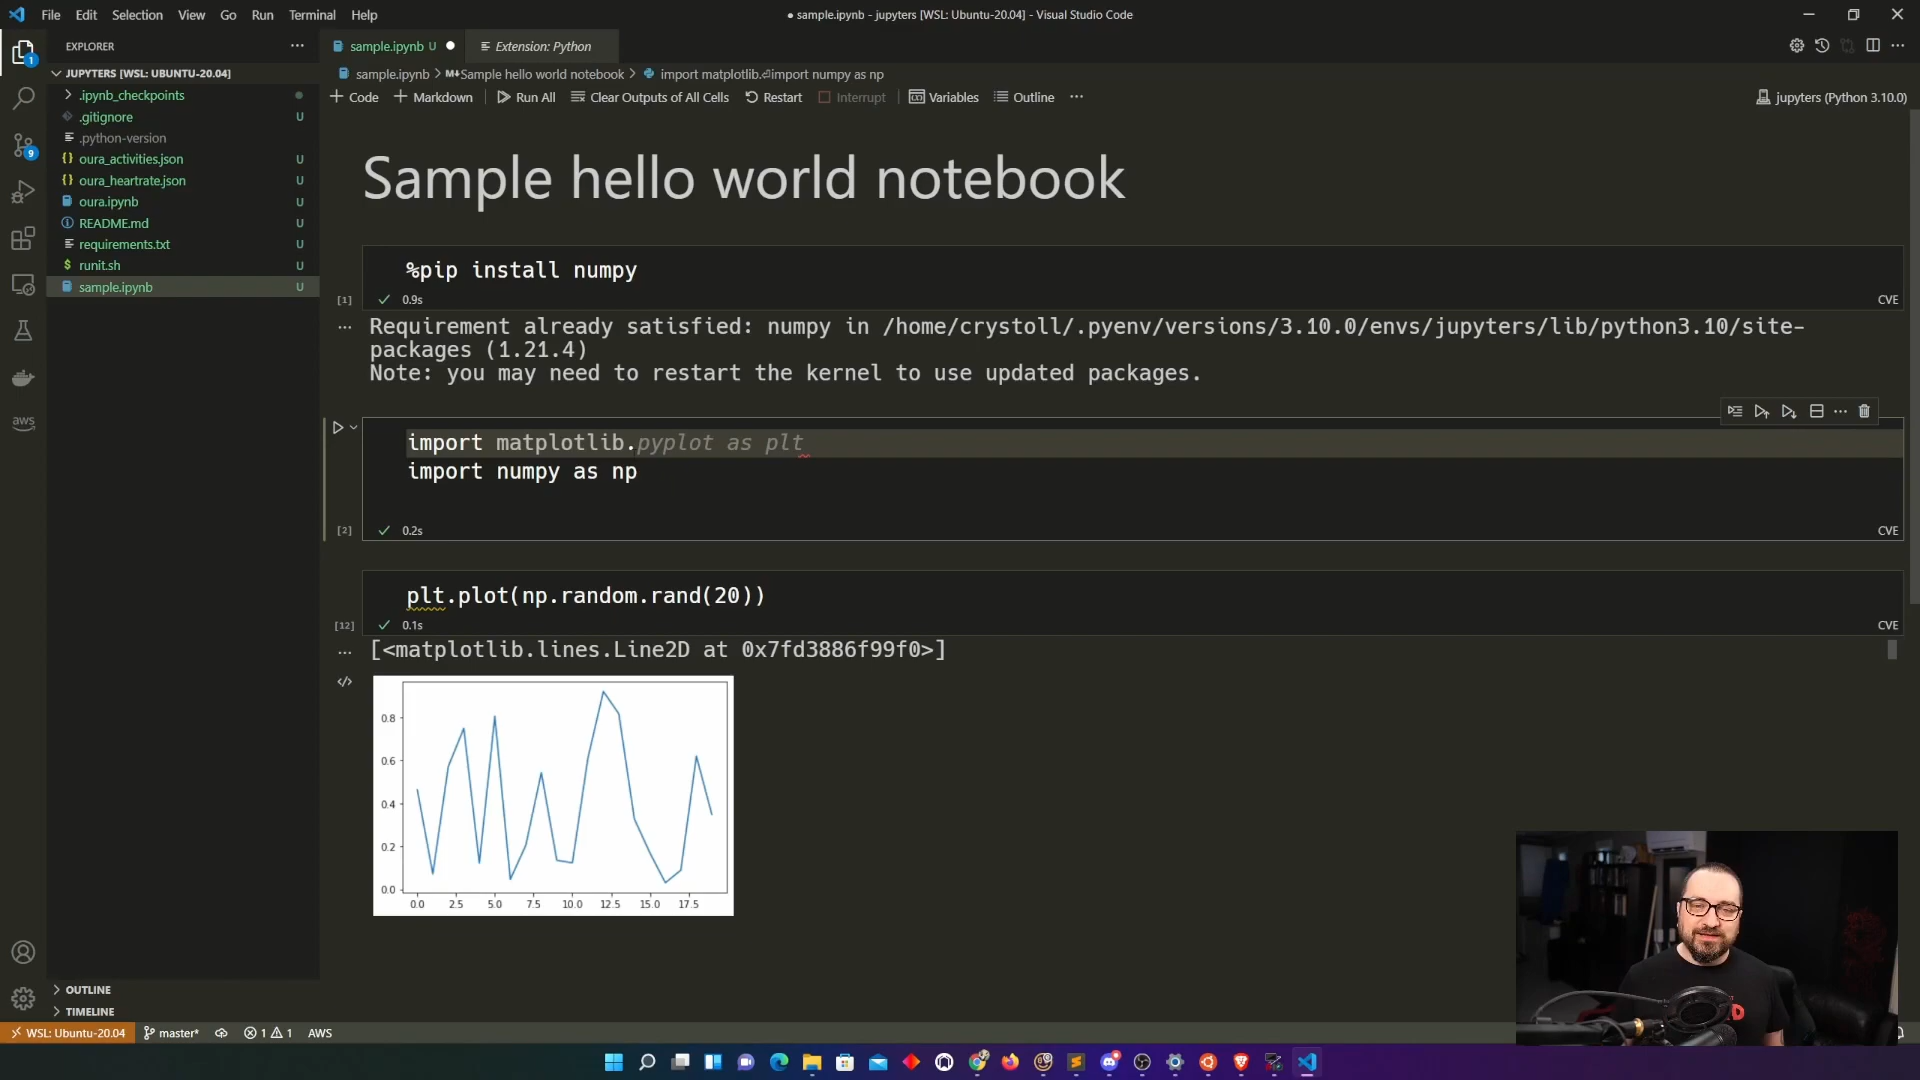 File Edit Selection View Go Run Terminal Help
● sample.ipynb - jupyters [WSL: Ubuntu-20.04] - Visual Studio Code
EXPLORER
sample.ipynb U ●
Extension: Python
JUPYTERS [WSL: UBUNTU-20.04]
.ipynb_checkpoints
.gitignore U
.python-version
oura_activities.json U
oura_heartrate.json U
oura.ipynb U
README.md U
requirements.txt U
runit.sh U
sample.ipynb U
1
9
aws
OUTLINE
TIMELINE
sample.ipynb > M↓Sample hello world notebook > import matplotlib.⏎import numpy as np
+ Code + Markdown Run All Clear Outputs of All Cells Restart Interrupt Variables Outline ···
jupyters (Python 3.10.0)
Sample hello world notebook
%pip install numpy
[1] ✓ 0.9s CVE
Requirement already satisfied: numpy in /home/crystoll/.pyenv/versions/3.10.0/envs/jupyters/lib/python3.10/site-
packages (1.21.4)
Note: you may need to restart the kernel to use updated packages.
import matplotlib.pyplot as plt
import numpy as np
[2] ✓ 0.2s CVE
plt.plot(np.random.rand(20))
[12] ✓ 0.1s CVE
[<matplotlib.lines.Line2D at 0x7fd3886f99f0>]
0.8
0.6
0.4
0.2
0.0
0.0 2.5 5.0 7.5 10.0 12.5 15.0 17.5
WSL: Ubuntu-20.04 master* 1 1 AWS